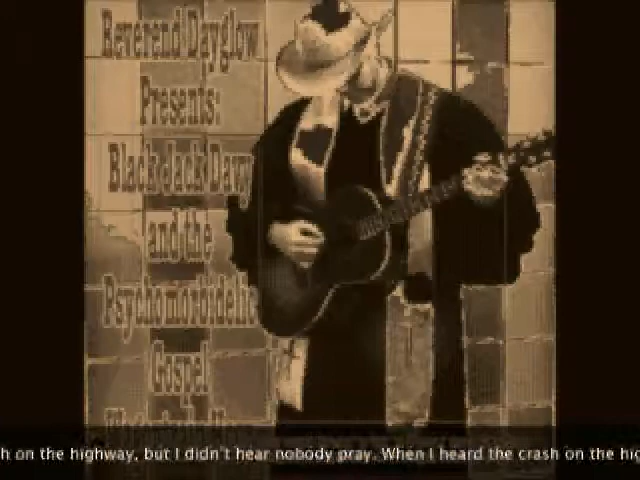 Reverend Dayglow
Presents:
Black Jack Davy
and the
Psychomorbidelic
Gospel
h on the highway, but I didn't hear nobody pray. When I heard the crash on the hig